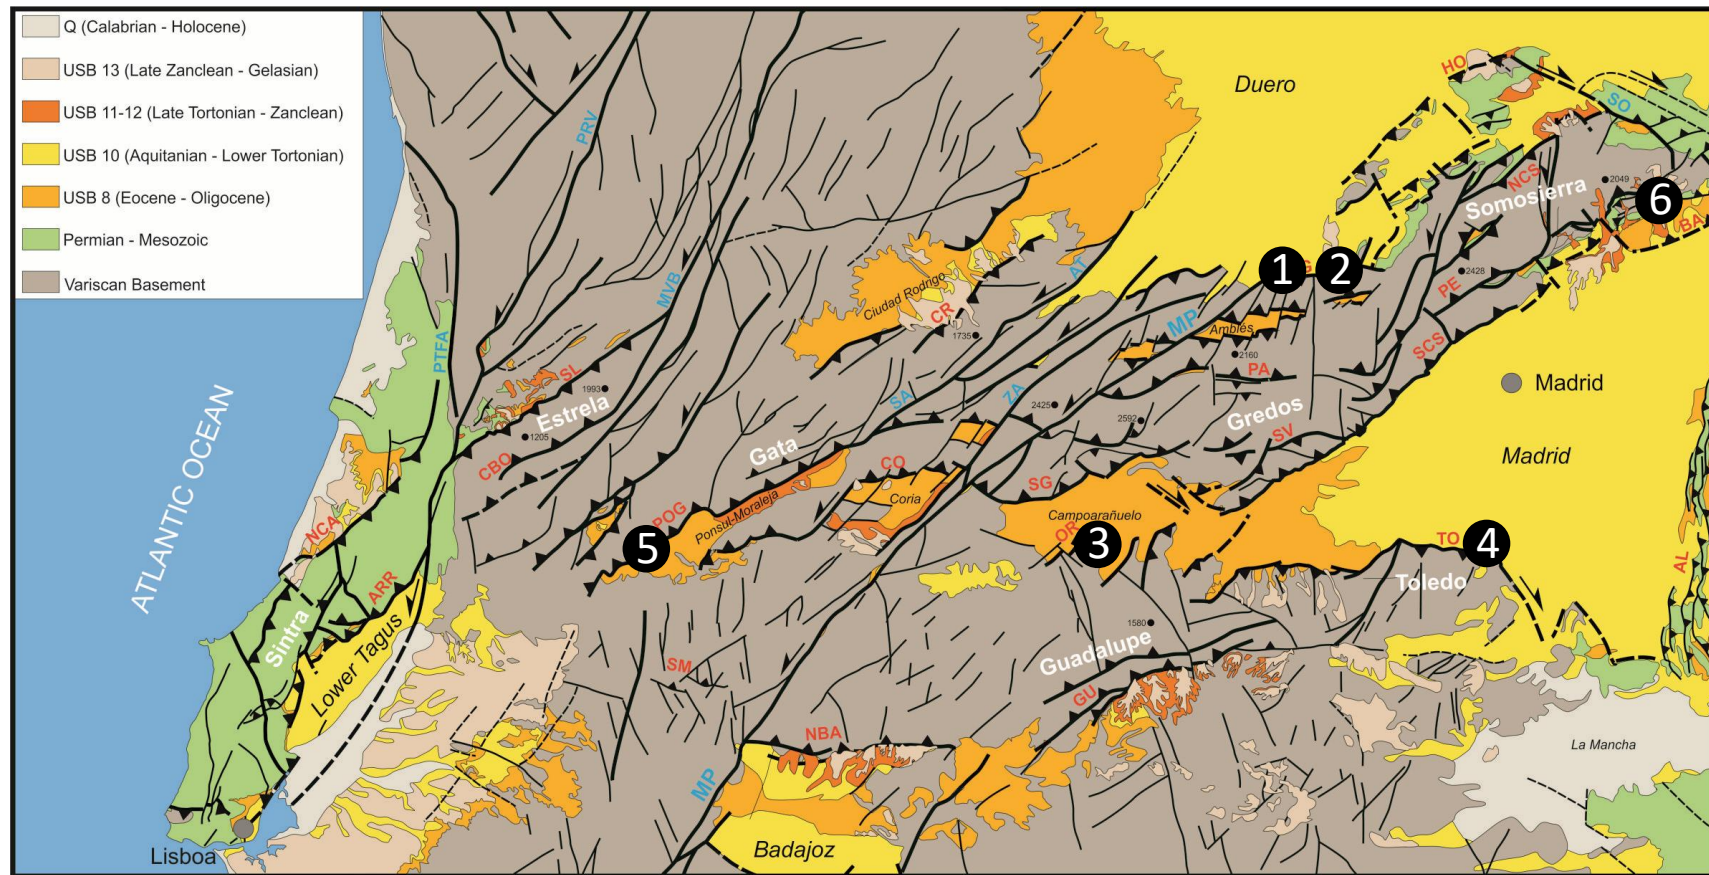 Q (Calabrian - Holocene)
USB 13 (Late Zanclean - Gelasian)
USB 11-12 (Late Tortonian - Zanclean)
USB 10 (Aquitanian - Lower Tortonian)
USB 8 (Eocene - Oligocene)
Permian - Mesozoic
Variscan Basement
ATLANTIC OCEAN
Duero
HO
SO
PRV
NCS
2049
Somosierra
6
BA
MVB
AT
1
G
2
2428
PE
Ciudad Rodrigo
CR
1735
MP
Amblés
2160
PA
SCS
PTFA
SL
1993
Estrela
1205
SA
ZA
2425
2592
Gredos
SV
Madrid
Madrid
CBO
Gata
CO
Coria
SG
Campoarañuelo
OR
3
POG
Ponsul-Moraleja
5
TO
4
Toledo
AL
NCA
ARR
Sintra
Lower Tagus
SM
1580
Guadalupe
GU
NBA
MP
La Mancha
Badajoz
Lisboa